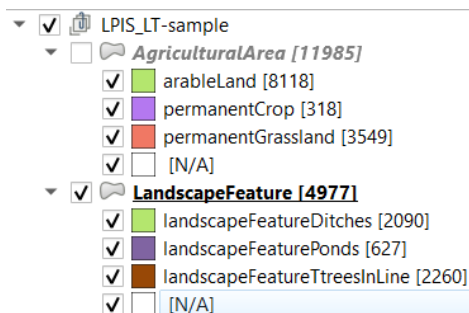 LPIS_LT-sample
AgriculturalArea [11985]
arableLand [8118]
permanentCrop [318]
permanentGrassland [3549]
[N/A]
LandscapeFeature [4977]
landscapeFeatureDitches [2090]
landscapeFeaturePonds [627]
landscapeFeatureTtreesInLine [2260]
[N/A]